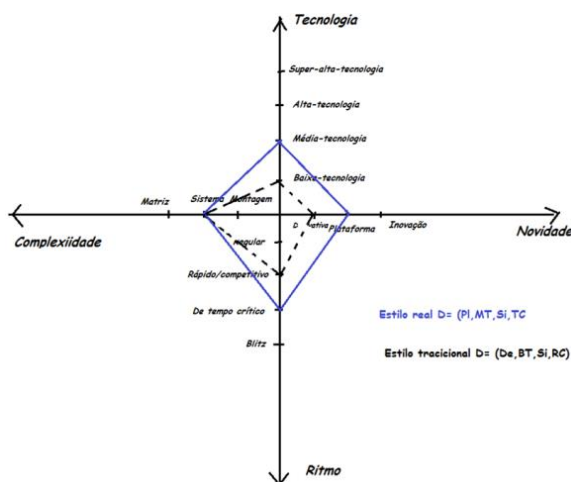 Tecnologia
Super-alta-tecnologia
Alta-tecnologia
Média-tecnologia
Baixa-tecnologia
Matriz
Sistema
Montagem
Plataforma
Inovação
Complexiidade
Novidade
regular
Rápido/competitivo
De tempo crítico
Blitz
Estilo real D= (Pl,MT,Si,TC
Estilo tracicional D= (De,BT,Si,RC)
Ritmo